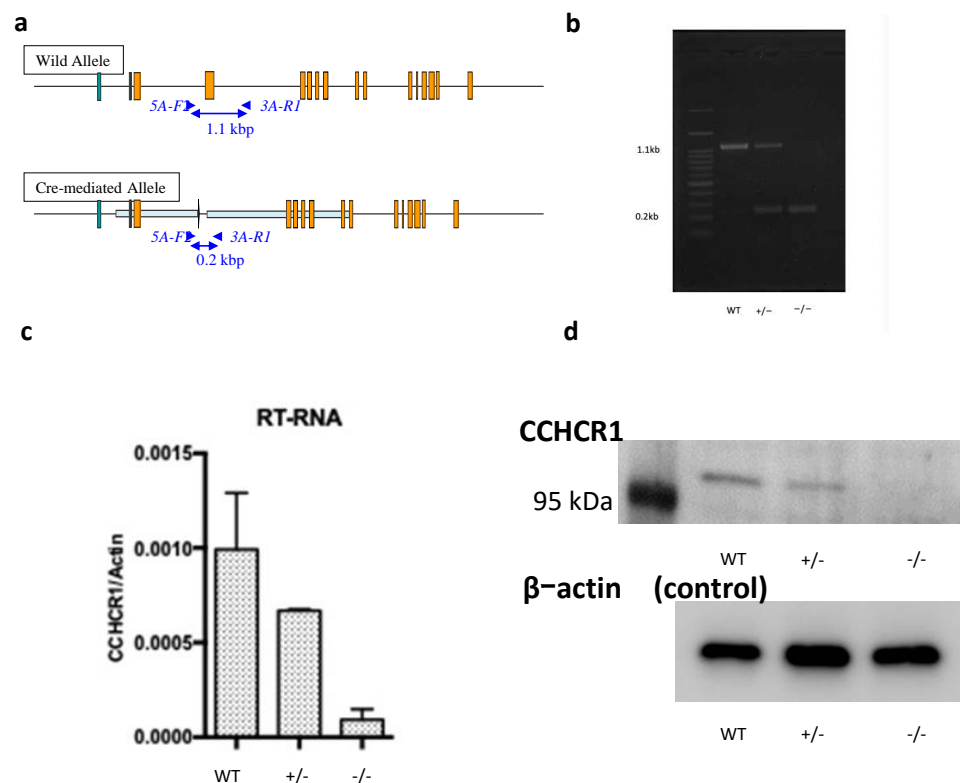 a
Wild Allele
5A-F2 3A-R1
1.1 kbp
Cre-mediated Allele
5A-F2 3A-R1
0.2 kbp
b
1.1kb
0.2kb
WT +/− −/−
c
RT-RNA
CCHCR1/Actin
0.0015
0.0010
0.0005
0.0000
WT +/- -/-
d
CCHCR1
95 kDa
WT +/- -/-
β−actin (control)
WT +/- -/-